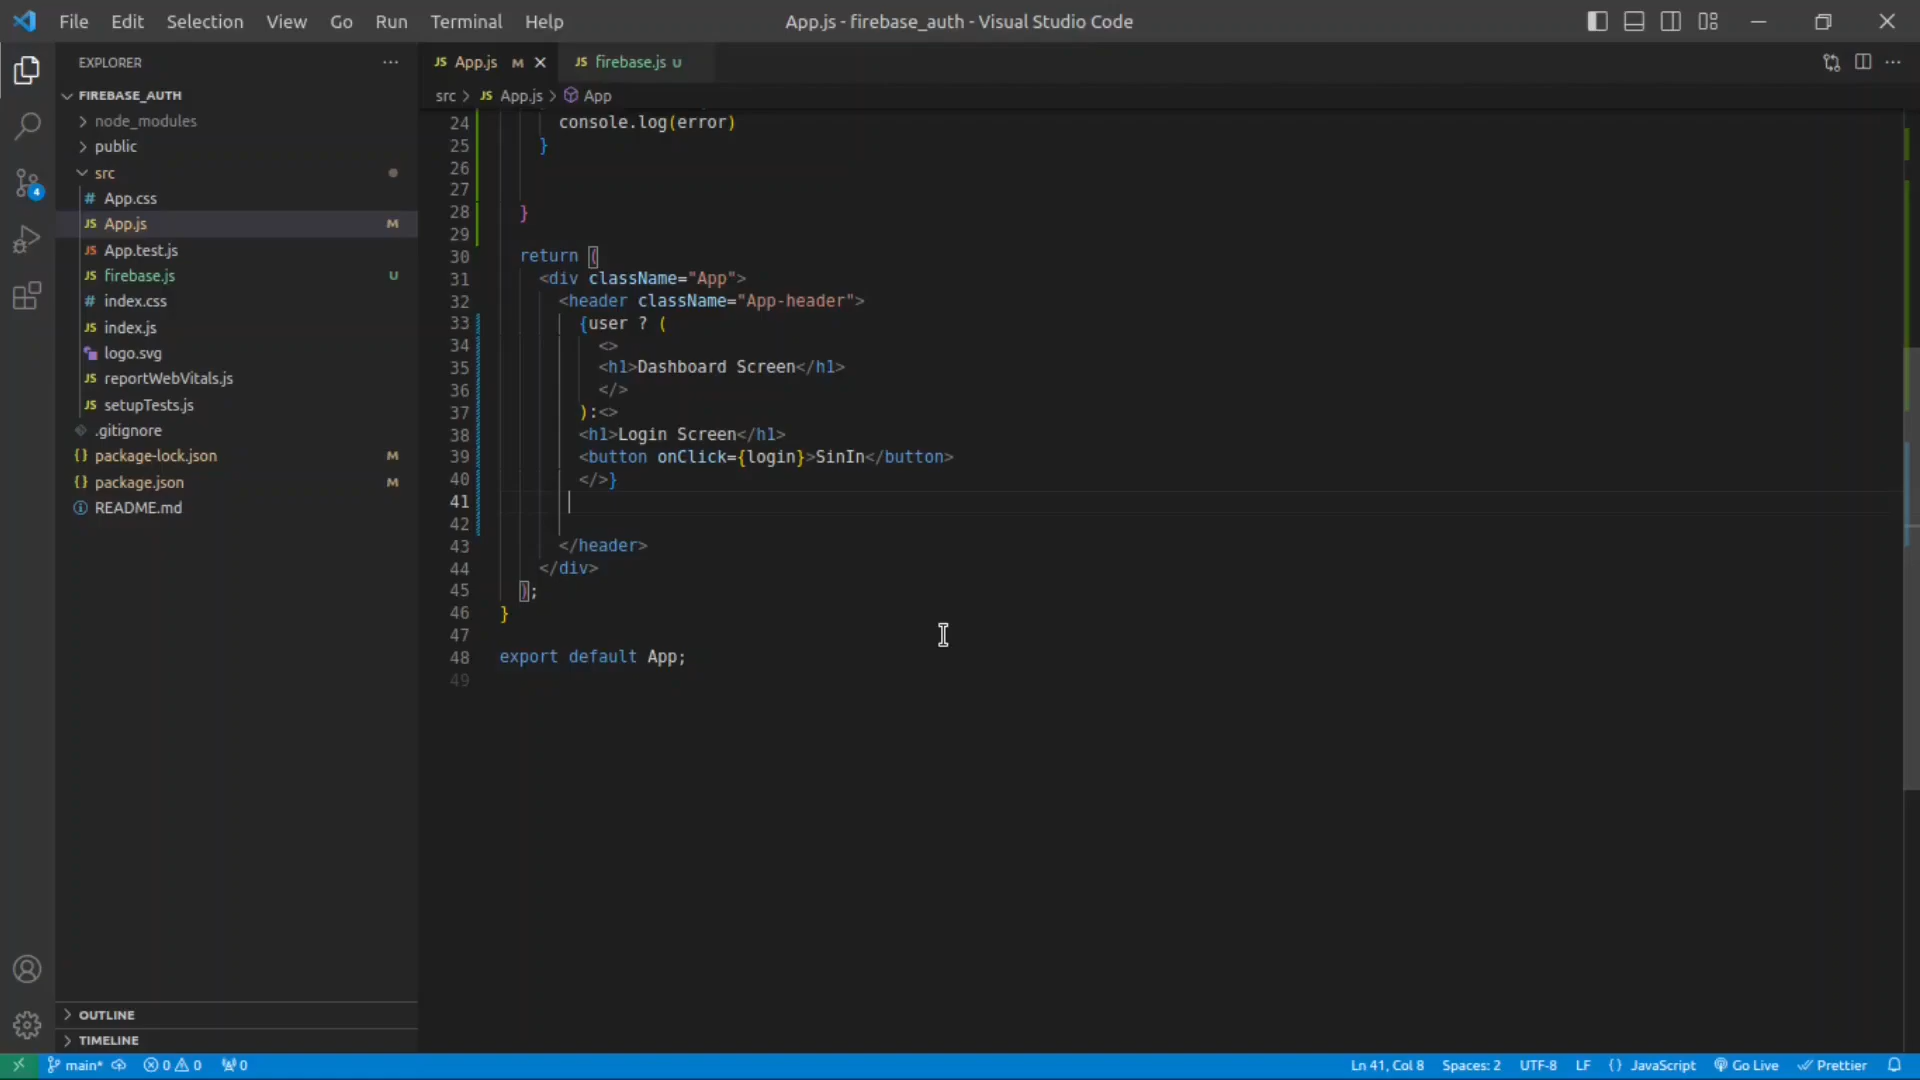 File Edit Selection View Go Run Terminal Help
App.js - firebase_auth - Visual Studio Code
EXPLORER
FIREBASE_AUTH
node_modules
public
src
# App.css
JS App.js M
JS App.test.js
JS firebase.js U
# index.css
JS index.js
logo.svg
JS reportWebVitals.js
JS setupTests.js
.gitignore
{} package-lock.json M
{} package.json M
README.md
OUTLINE
TIMELINE
4
JS App.js M
JS firebase.js U
src > JS App.js > App
24 console.log(error)
25 }
26
27
28 }
29
30 return (
31 <div className="App">
32 <header className="App-header">
33 {user ? (
34 <>
35 <h1>Dashboard Screen</h1>
36 </>
37 ):<>
38 <h1>Login Screen</h1>
39 <button onClick={login}>SinIn</button>
40 </>}
41
42
43 </header>
44 </div>
45 );
46 }
47
48 export default App;
49
main* 0 0 0
Ln 41, Col 8 Spaces: 2 UTF-8 LF {} JavaScript Go Live Prettier